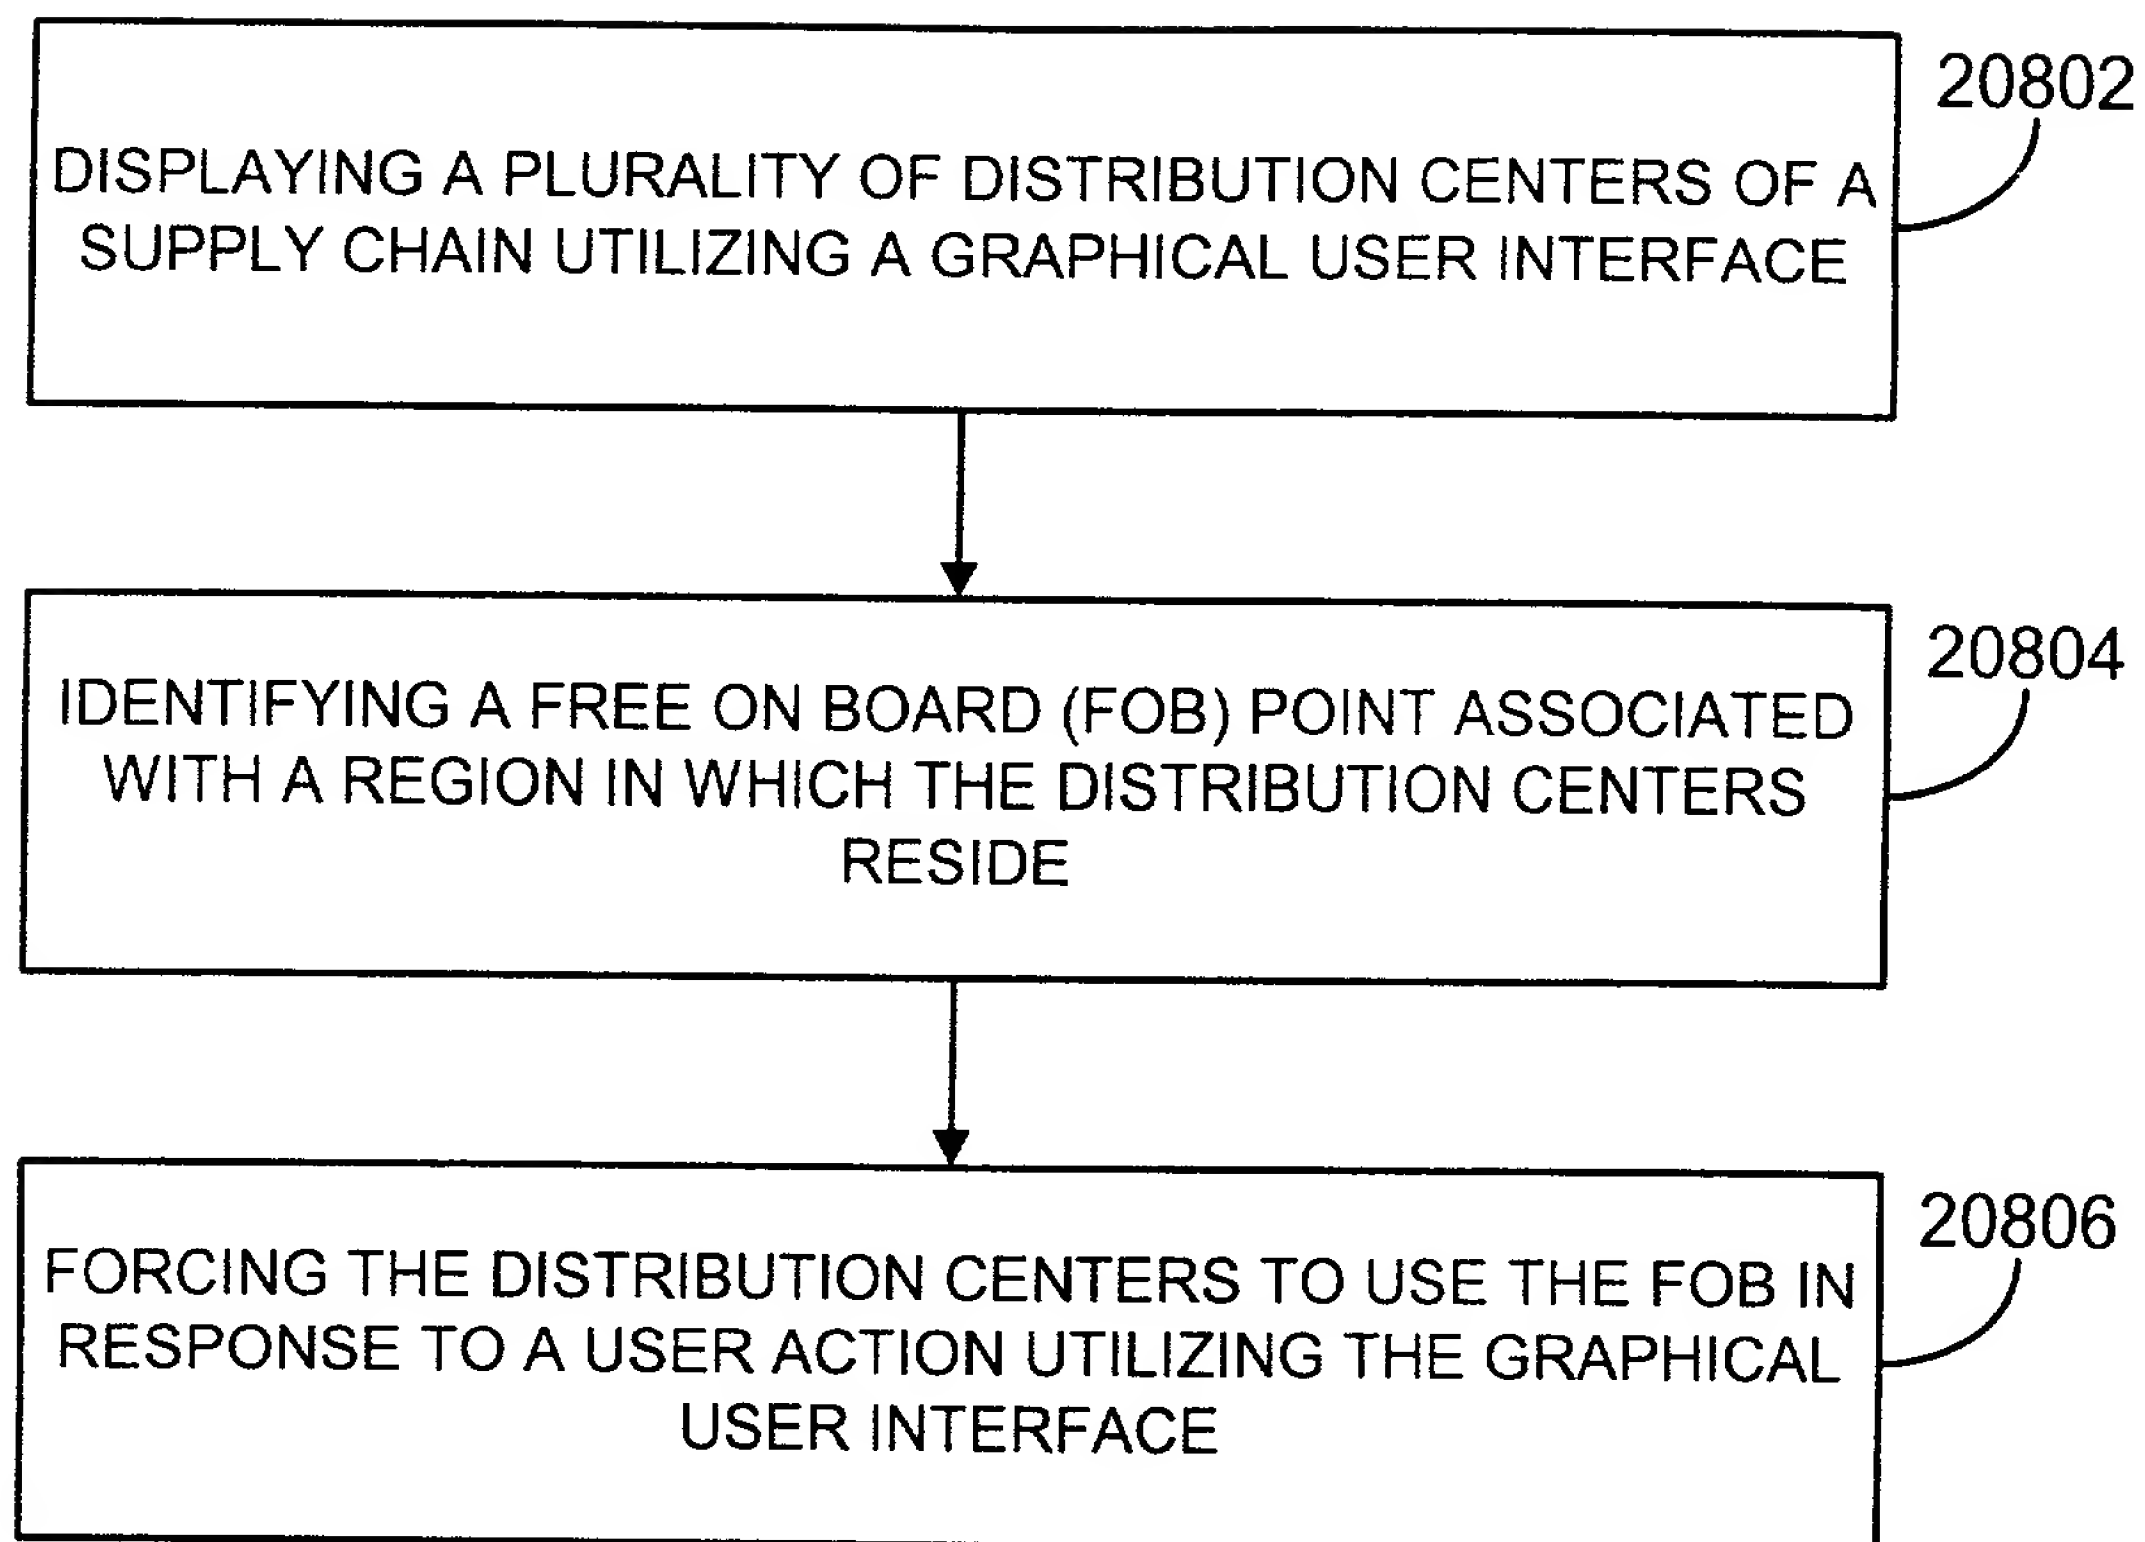 20802
DISPLAYING A PLURALITY OF DISTRIBUTION CENTERS OF A
SUPPLY CHAIN UTILIZING A GRAPHICAL USER INTERFACE
20804
IDENTIFYING A FREE ON BOARD (FOB) POINT ASSOCIATED
WITH A REGION IN WHICH THE DISTRIBUTION CENTERS
RESIDE
20806
FORCING THE DISTRIBUTION CENTERS TO USE THE FOB IN
RESPONSE TO A USER ACTION UTILIZING THE GRAPHICAL
USER INTERFACE